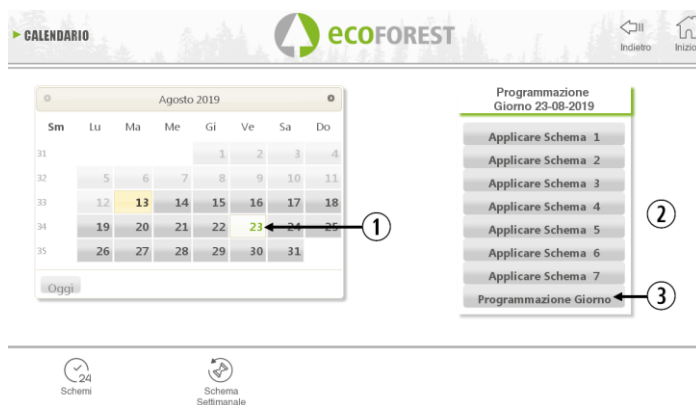 CALENDARIO
ecoFOREST
Indietro
Inizio
Agosto 2019
Sm Lu Ma Me Gi Ve Sa Do
31 1 2 3 4
32 5 6 7 8 9 10 11
33 12 13 14 15 16 17 18
34 19 20 21 22 23 24 25
35 26 27 28 29 30 31
Oggi
1
Programmazione
Giorno 23-08-2019
Applicare Schema 1
Applicare Schema 2
Applicare Schema 3
Applicare Schema 4
Applicare Schema 5
Applicare Schema 6
Applicare Schema 7
Programmazione Giorno
2
3
24
Schemi
Schema
Settimanale